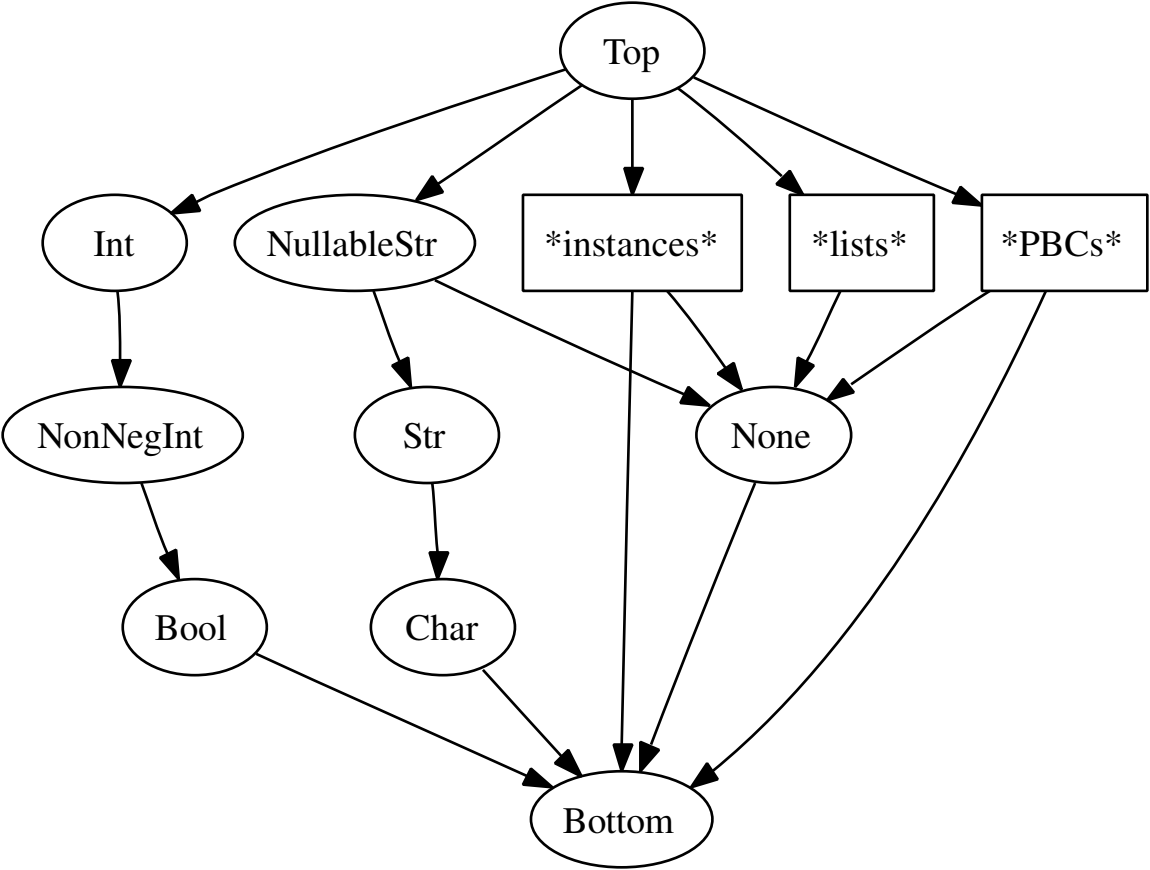 Top
Int
NullableStr
*instances*
*lists*
*PBCs*
NonNegInt
Str
None
Bool
Char
Bottom